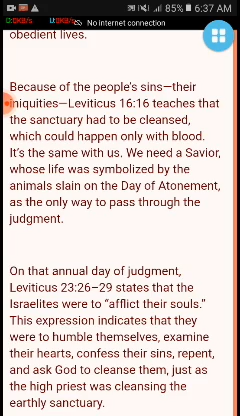 85% 6:37 AM
No internet connection
obedient lives.
Because of the people's sins—their
iniquities—Leviticus 16:16 teaches that
the sanctuary had to be cleansed,
which could happen only with blood.
It's the same with us. We need a Savior,
whose life was symbolized by the
animals slain on the Day of Atonement,
as the only way to pass through the
judgment.
On that annual day of judgment,
Leviticus 23:26–29 states that the
Israelites were to “afflict their souls.”
This expression indicates that they
were to humble themselves, examine
their hearts, confess their sins, repent,
and ask God to cleanse them, just as
the high priest was cleansing the
earthly sanctuary.